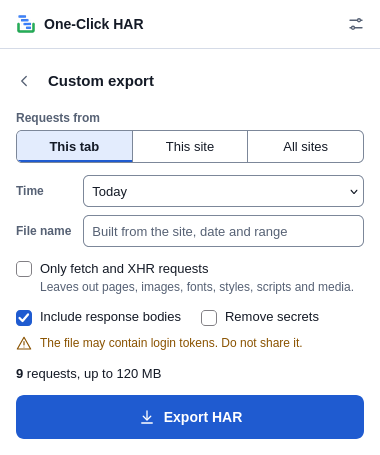 One-Click HAR
Custom export
Requests from
This tab This site All sites
Time Today
File name Built from the site, date and range
Only fetch and XHR requests
Leaves out pages, images, fonts, styles, scripts and media.
Include response bodies Remove secrets
The file may contain login tokens. Do not share it.
9 requests, up to 120 MB
Export HAR